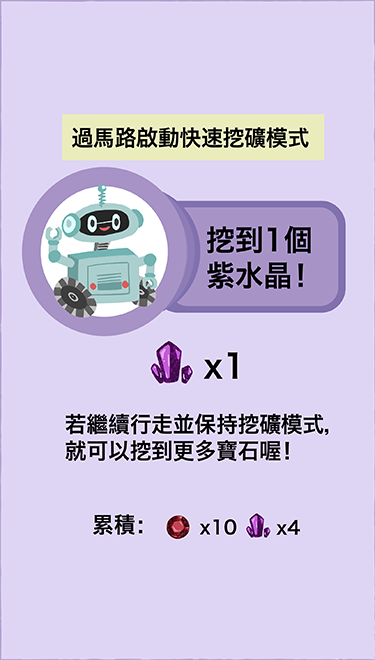 過馬路啟動快速挖礦模式
挖到1個
紫水晶！
x1
若繼續行走並保持挖礦模式,
就可以挖到更多寶石喔！
累積： x10 x4